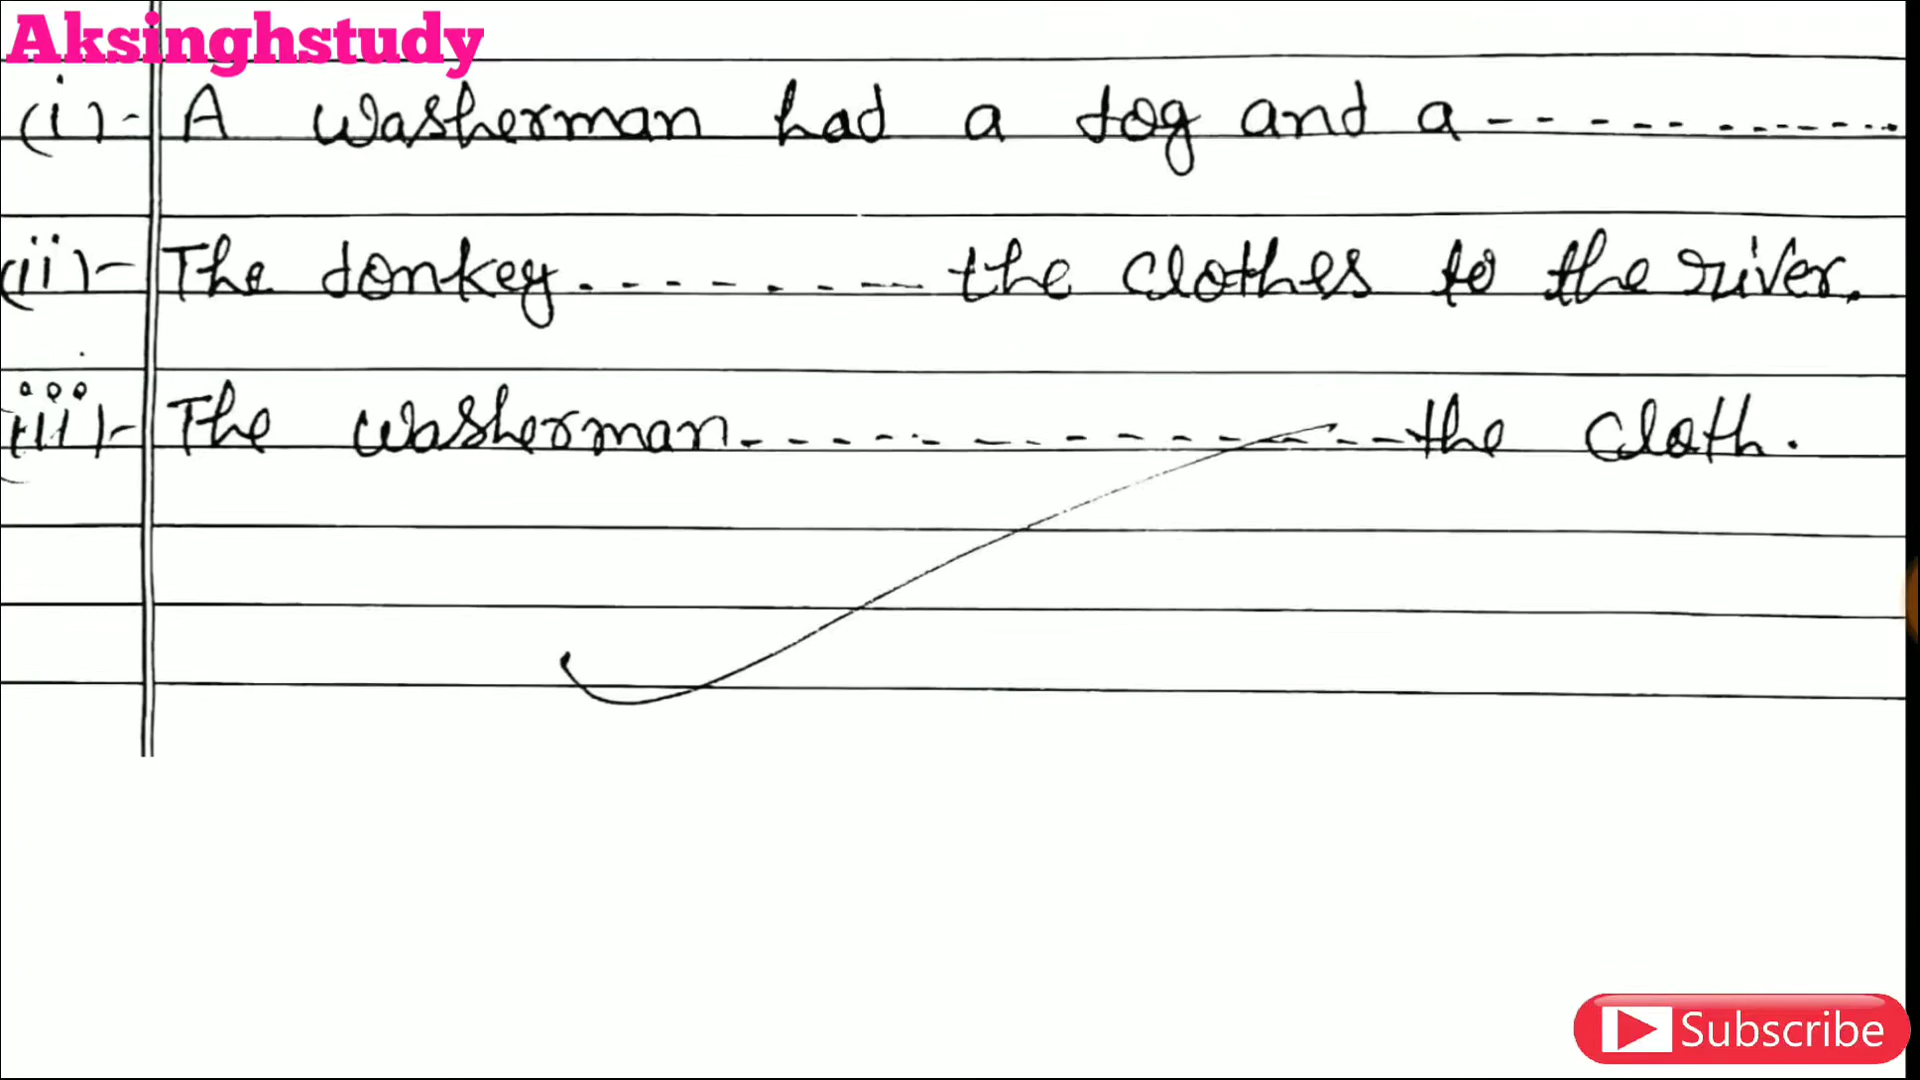 Aksinghstudy
(i)- A washerman had a dog and a-------------
(ii)- The donkey.-------- the clothes to the river.
(iii)- The washerman.-------------the cloth.
Subscribe